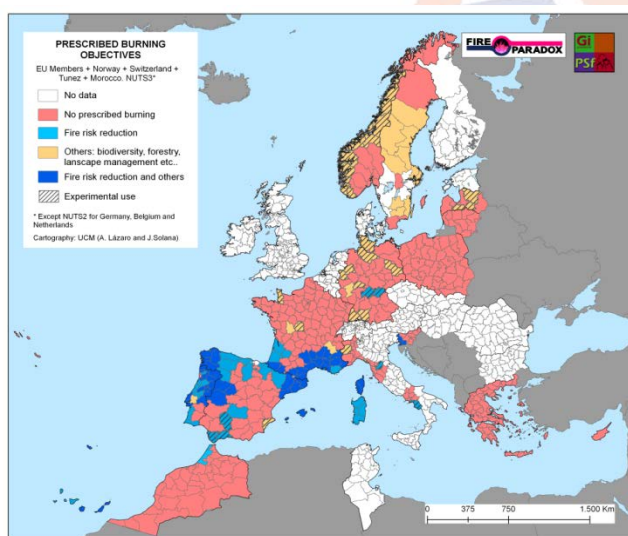 PRESCRIBED BURNING
OBJECTIVES
EU Members + Norway + Switzerland +
Tunez + Morocco. NUTS3*
No data
No prescribed burning
Fire risk reduction
Others: biodiversity, forestry,
lanscape management etc..
Fire risk reduction and others
Experimental use
* Except NUTS2 for Germany, Belgium and
Netherlands
Cartography: UCM (A. Lázaro and J.Solana)
FIRE
PARADOX
Gi
PSf
0 375 750 1.500 Km